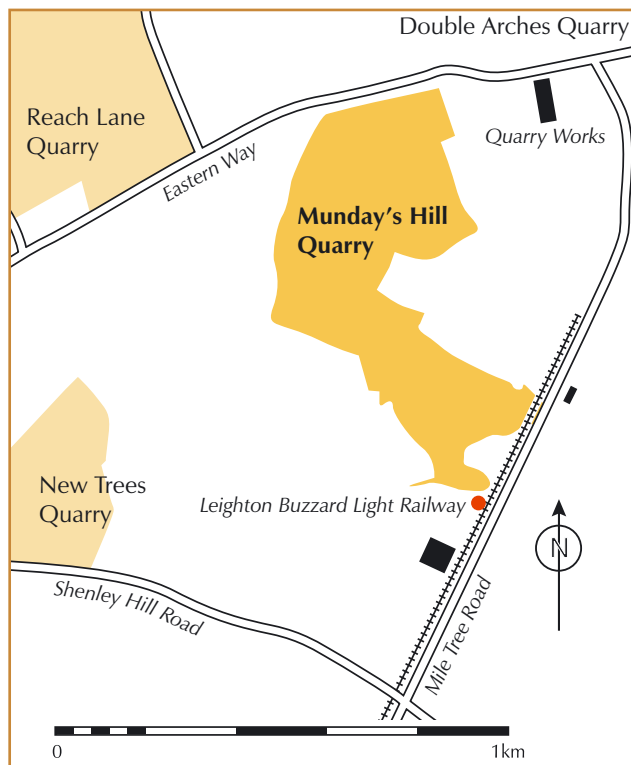 Double Arches Quarry
Reach Lane
Quarry
Quarry Works
Eastern Way
Munday's Hill
Quarry
New Trees
Quarry
Leighton Buzzard Light Railway
N
Shenley Hill Road
Mile Tree Road
0
1km